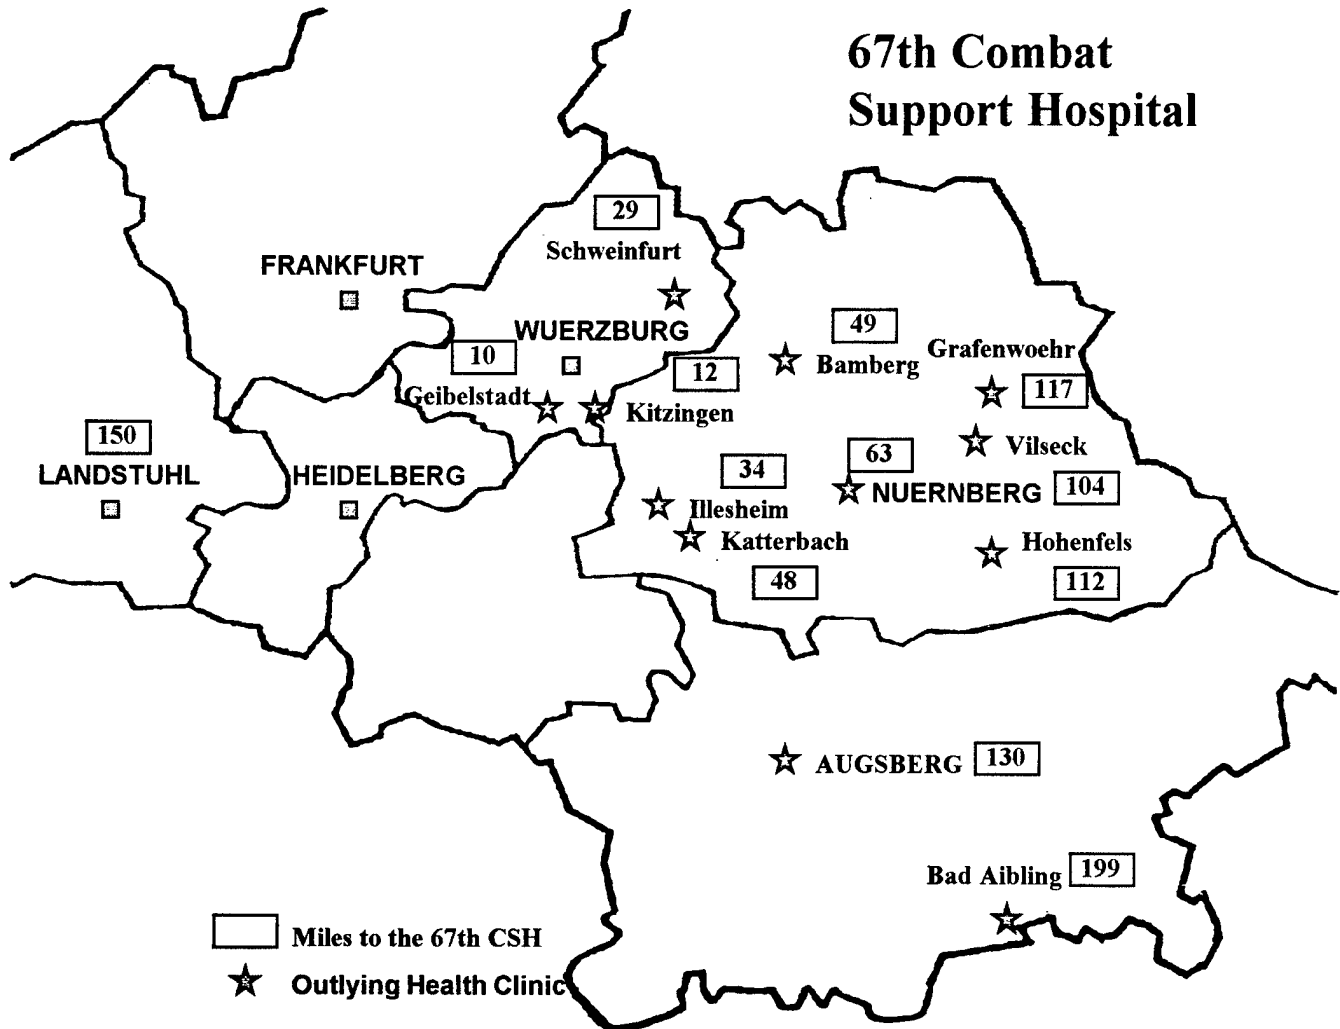 67th Combat
Support Hospital
29
Schweinfurt
FRANKFURT
WUERZBURG
10
Geibelstadt
12
Kitzingen
49
Bamberg
Grafenwoehr
117
Vilseck
104
150
LANDSTUHL
HEIDELBERG
34
Illesheim
63
NUERNBERG
Katterbach
48
Hohenfels
112
AUGSBERG
130
Bad Aibling
199
Miles to the 67th CSH
Outlying Health Clinic